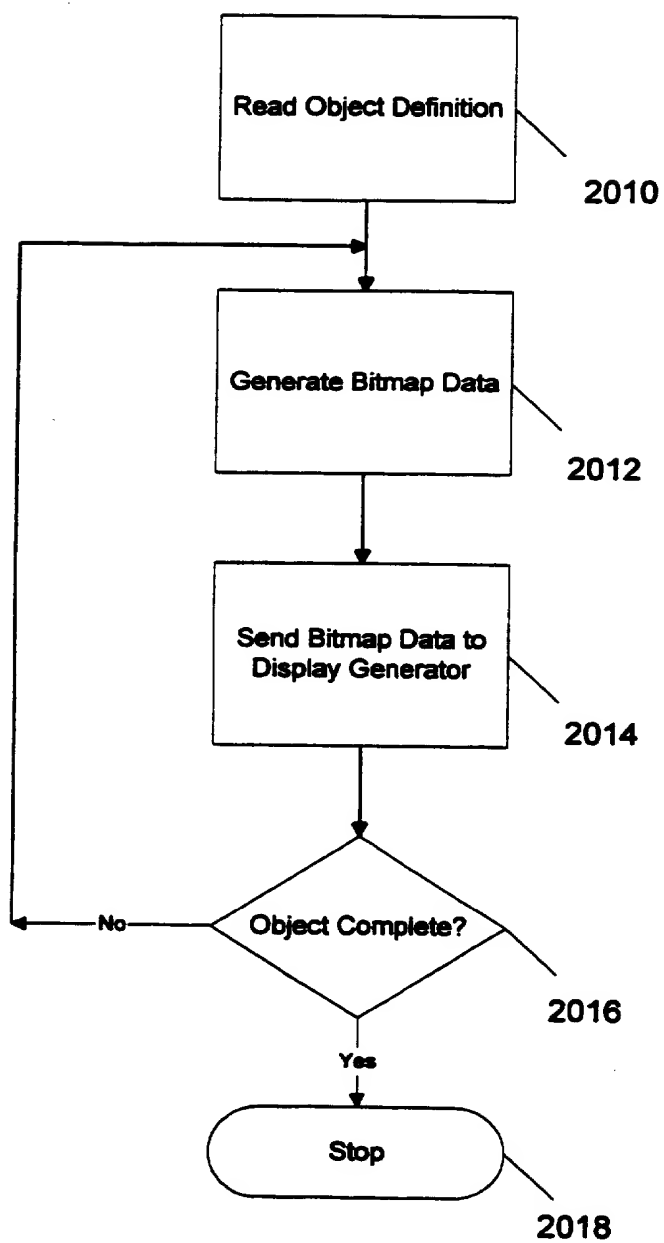 Read Object Definition
2010
Generate Bitmap Data
2012
Send Bitmap Data to
Display Generator
2014
Object Complete?
No
2016
Yes
Stop
2018